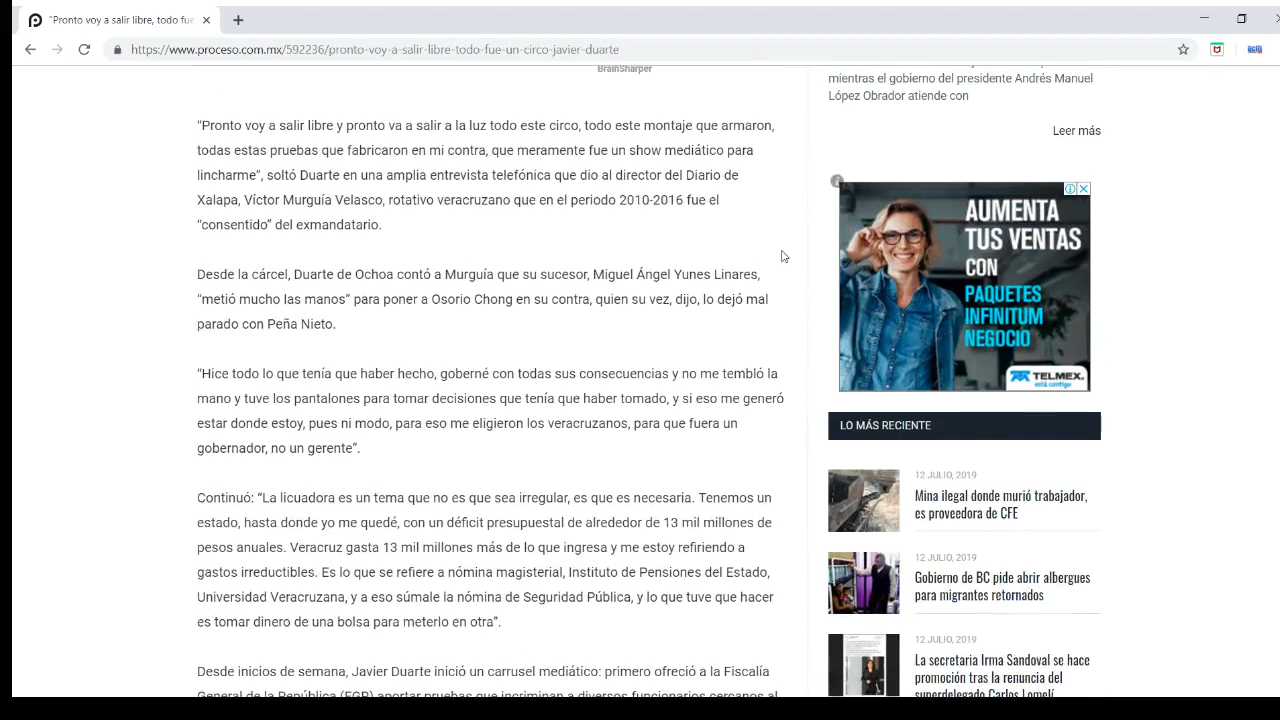 "Pronto voy a salir libre, todo fue
https://www.proceso.com.mx/592236/pronto-voy-a-salir-libre-todo-fue-un-circo-javier-duarte
BrainSharper
“Pronto voy a salir libre y pronto va a salir a la luz todo este circo, todo este montaje que armaron,
todas estas pruebas que fabricaron en mi contra, que meramente fue un show mediático para
lincharme”, soltó Duarte en una amplia entrevista telefónica que dio al director del Diario de
Xalapa, Víctor Murguía Velasco, rotativo veracruzano que en el periodo 2010-2016 fue el
“consentido” del exmandatario.
Desde la cárcel, Duarte de Ochoa contó a Murguía que su sucesor, Miguel Ángel Yunes Linares,
“metió mucho las manos” para poner a Osorio Chong en su contra, quien su vez, dijo, lo dejó mal
parado con Peña Nieto.
“Hice todo lo que tenía que haber hecho, goberné con todas sus consecuencias y no me tembló la
mano y tuve los pantalones para tomar decisiones que tenía que haber tomado, y si eso me generó
estar donde estoy, pues ni modo, para eso me eligieron los veracruzanos, para que fuera un
gobernador, no un gerente”.
Continuó: “La licuadora es un tema que no es que sea irregular, es que es necesaria. Tenemos un
estado, hasta donde yo me quedé, con un déficit presupuestal de alrededor de 13 mil millones de
pesos anuales. Veracruz gasta 13 mil millones más de lo que ingresa y me estoy refiriendo a
gastos irreductibles. Es lo que se refiere a nómina magisterial, Instituto de Pensiones del Estado,
Universidad Veracruzana, y a eso súmale la nómina de Seguridad Pública, y lo que tuve que hacer
es tomar dinero de una bolsa para meterlo en otra”.
Desde inicios de semana, Javier Duarte inició un carrusel mediático: primero ofreció a la Fiscalía
General de la República (FGR) aportar pruebas que incriminan a diversos funcionarios cercanos al
mientras el gobierno del presidente Andrés Manuel
López Obrador atiende con
Leer más
AUMENTA
TUS VENTAS
CON
PAQUETES
INFINITUM
NEGOCIO
TELMEX
está contigo
LO MÁS RECIENTE
12 JULIO, 2019
Mina ilegal donde murió trabajador,
es proveedora de CFE
12 JULIO, 2019
Gobierno de BC pide abrir albergues
para migrantes retornados
12 JULIO, 2019
La secretaria Irma Sandoval se hace
promoción tras la renuncia del
superdelegado Carlos Lomelí